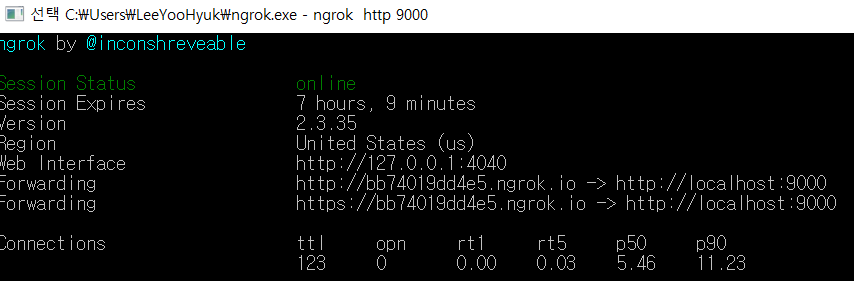 선택 C:\Users\LeeYooHyuk\ngrok.exe - ngrok  http 9000
ngrok by @inconshreveable
Session Status online
Session Expires 7 hours, 9 minutes
Version 2.3.35
Region United States (us)
Web Interface http://127.0.0.1:4040
Forwarding http://bb74019dd4e5.ngrok.io -> http://localhost:9000
Forwarding https://bb74019dd4e5.ngrok.io -> http://localhost:9000
Connections ttl opn rt1 rt5 p50 p90
123 0 0.00 0.03 5.46 11.23